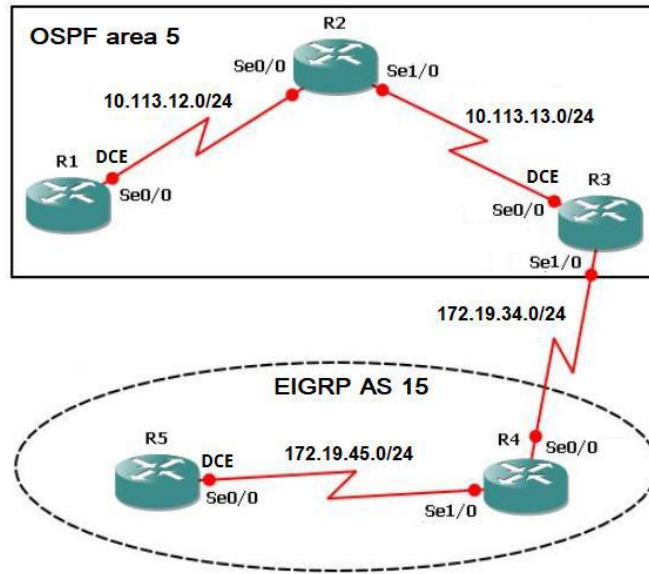 OSPF area 5
R2
Se0/0
Se1/0
10.113.12.0/24
10.113.13.0/24
R1
DCE
Se0/0
DCE
R3
Se0/0
Se1/0
172.19.34.0/24
EIGRP AS 15
R5
DCE
172.19.45.0/24
R4
Se0/0
Se0/0
Se1/0